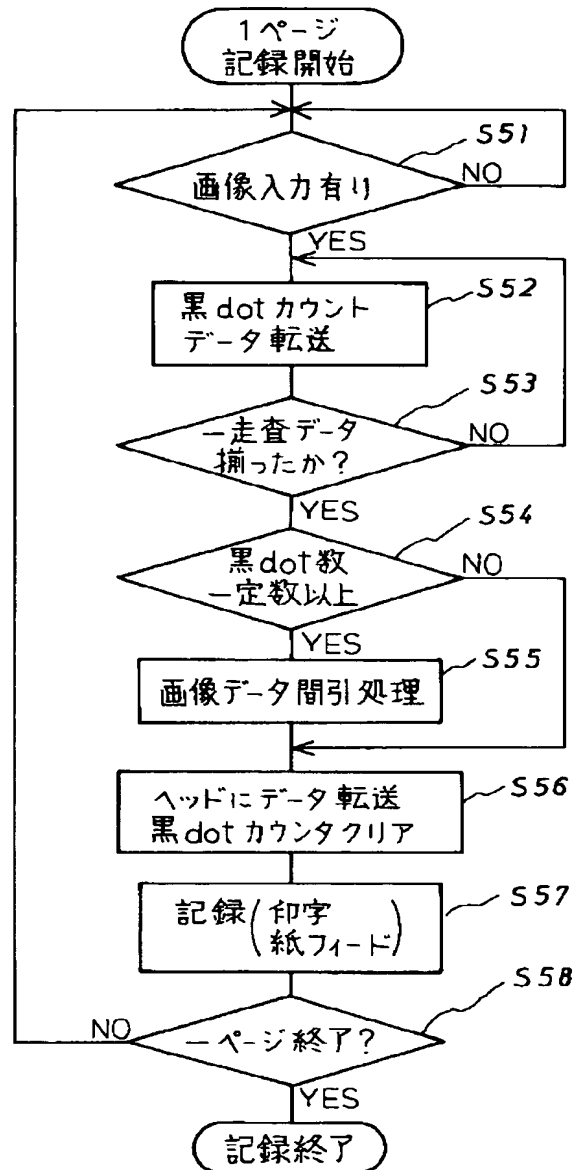 1ページ
記録開始
S51
画像入力有り
NO
YES
S52
黒dotカウント
データ転送
S53
一走査データ
揃ったか?
NO
YES
S54
黒dot数
一定数以上
NO
YES
S55
画像データ間引処理
S56
ヘッドにデータ転送
黒dotカウンタクリア
S57
記録(印字
紙フィード)
S58
一ページ終了?
NO
YES
記録終了